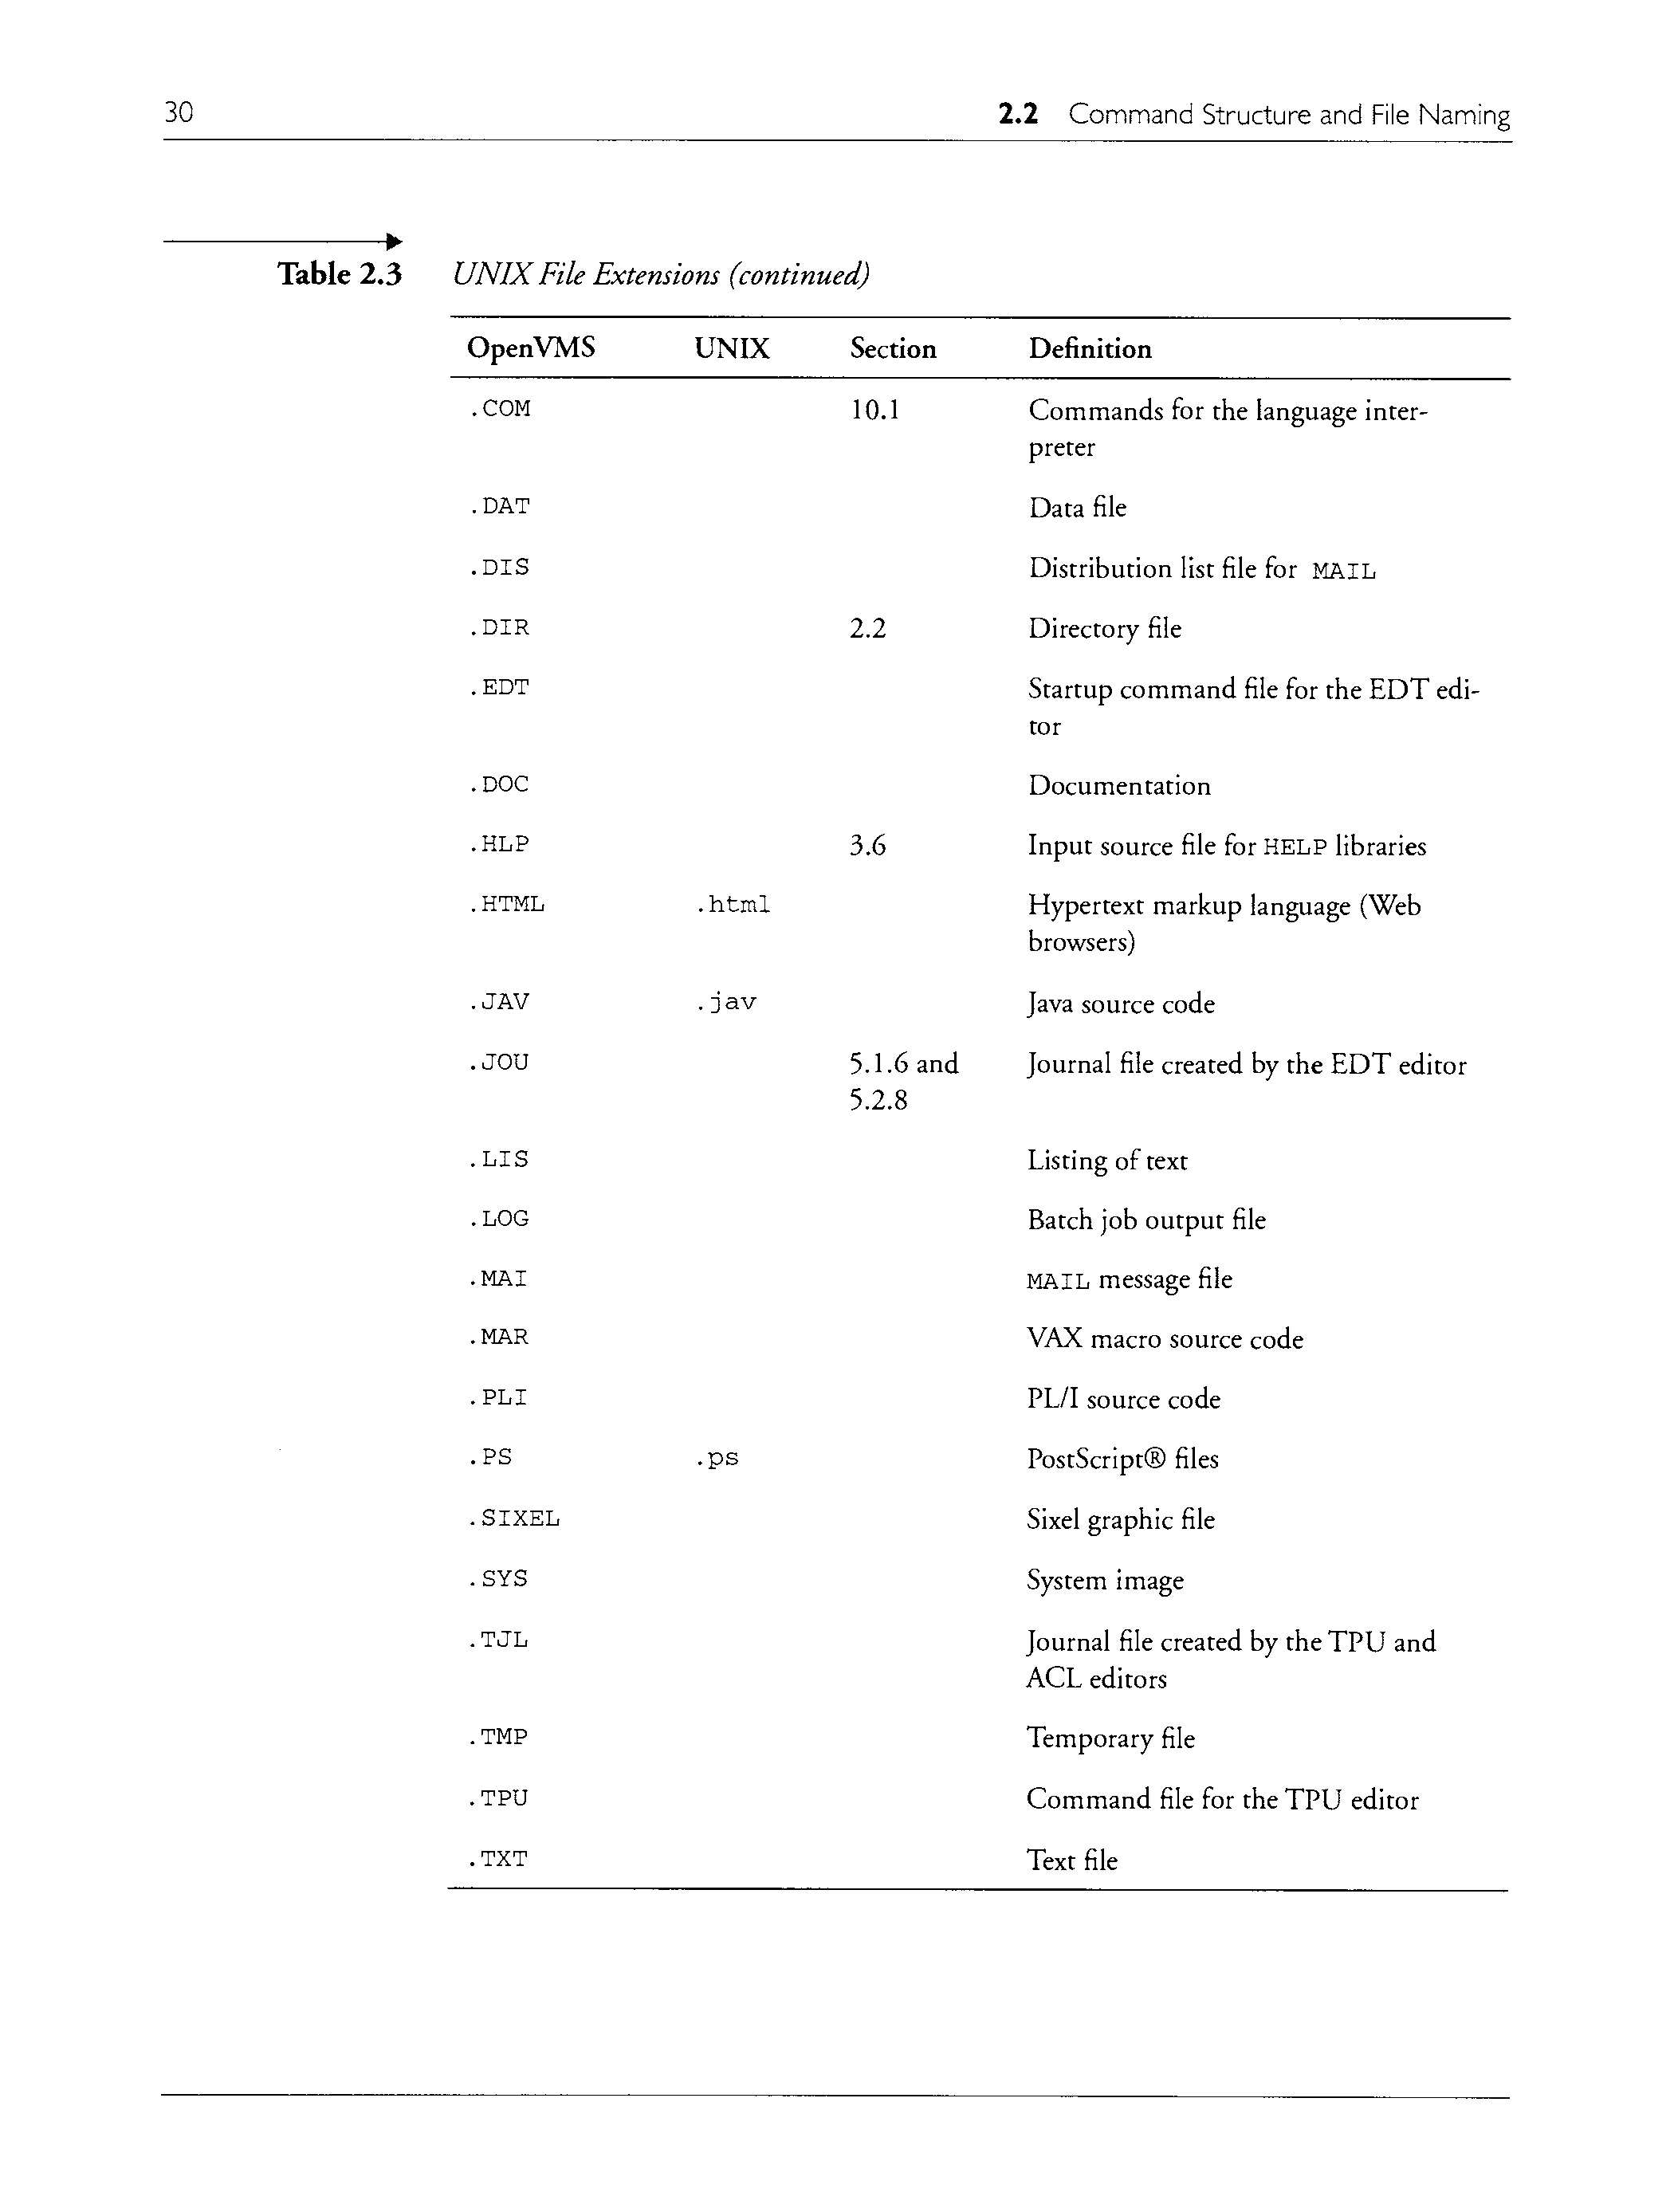 30 2.2 Command Structure and File Naming
Table 2.3 UNIX File Extensions (continued)
OpenVMS UNIX Section Definition
.COM 10.1 Commands for the language inter-
preter
.DAT Data file
.DIS Distribution list file for MAIL
.DIR 2.2 Directory file
.EDT Startup command file for the EDT edi-
tor
.DOC Documentation
.HLP 3.6 Input source file for HELP libraries
.HTML .html Hypertext markup language (Web
browsers)
.JAV .jav Java source code
.JOU 5.1.6 and Journal file created by the EDT editor
5.2.8
.LIS Listing of text
.LOG Batch job output file
.MAI MAIL message file
.MAR VAX macro source code
.PLI PL/I source code
.PS .ps PostScript® files
.SIXEL Sixel graphic file
.SYS System image
.TJL Journal file created by the TPU and
ACL editors
.TMP Temporary file
.TPU Command file for the TPU editor
.TXT Text file